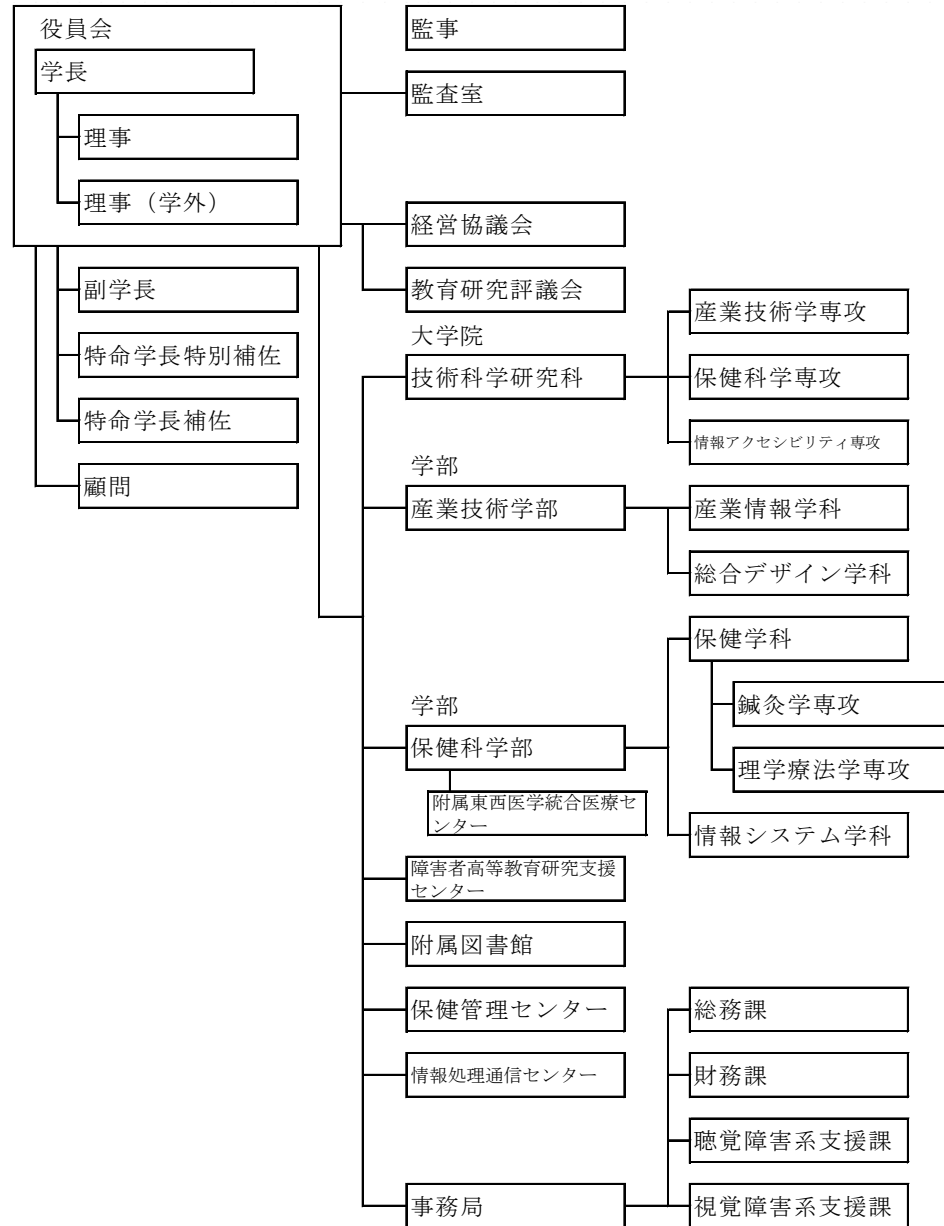 役員会
学長
理事
理事（学外）
監事
監査室
経営協議会
教育研究評議会
副学長
特命学長特別補佐
特命学長補佐
顧問
大学院
技術科学研究科
産業技術学専攻
保健科学専攻
情報アクセシビリティ専攻
学部
産業技術学部
産業情報学科
総合デザイン学科
学部
保健科学部
附属東西医学統合医療セ
ンター
保健学科
鍼灸学専攻
理学療法学専攻
情報システム学科
障害者高等教育研究支援
センター
附属図書館
保健管理センター
情報処理通信センター
事務局
総務課
財務課
聴覚障害系支援課
視覚障害系支援課